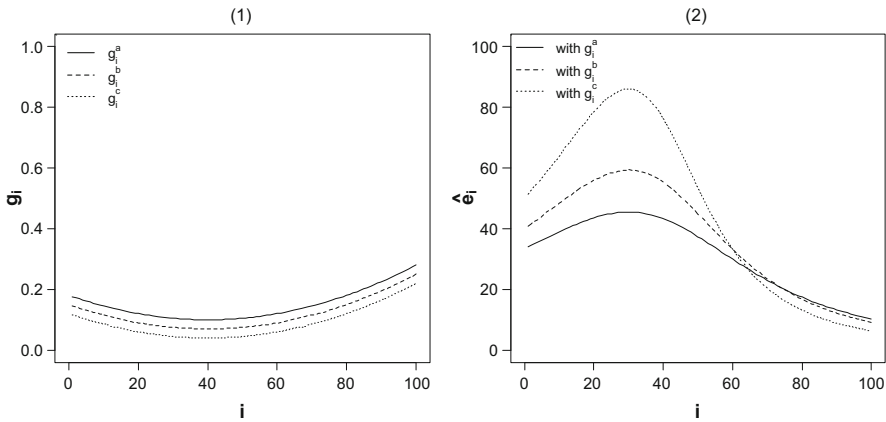 (1)
1.0
0.8
0.6
0.4
0.2
0.0
g_i
g_i^a
g_i^b
g_i^c
0 20 40 60 80 100
i
(2)
100
80
60
40
20
0
ê_i
with g_i^a
with g_i^b
with g_i^c
0 20 40 60 80 100
i